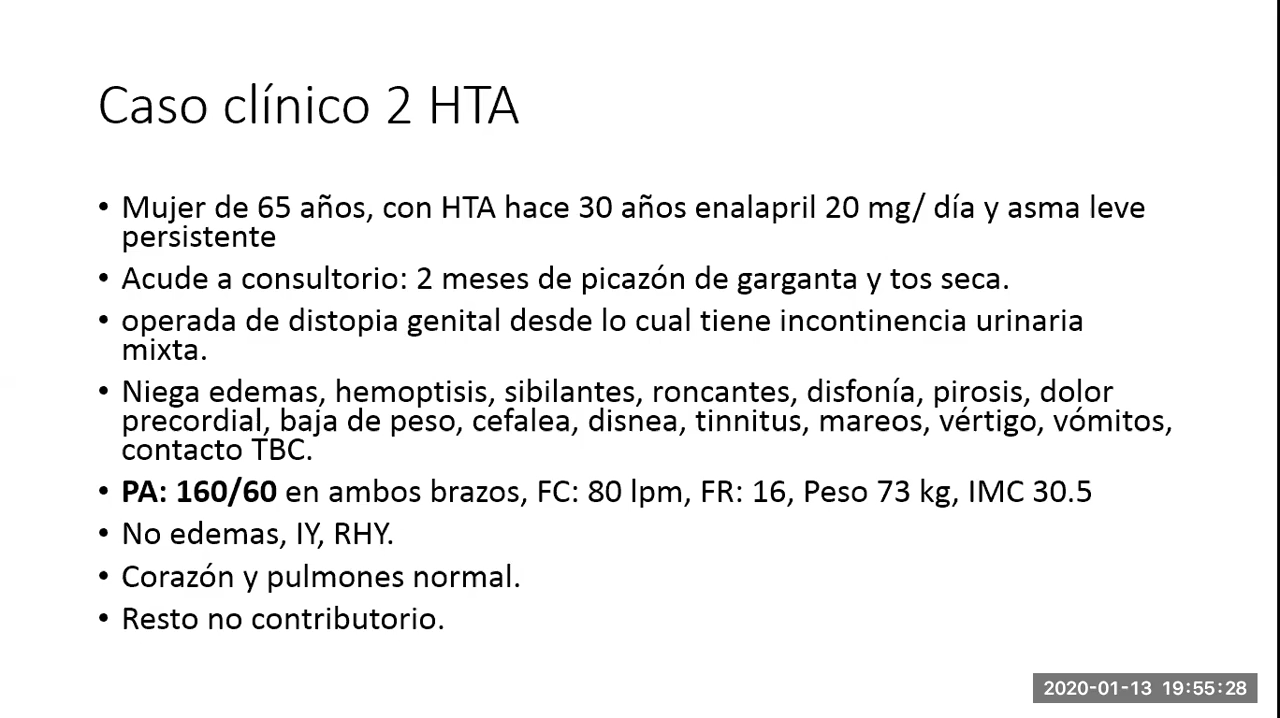 Caso clínico 2 HTA
• Mujer de 65 años, con HTA hace 30 años enalapril 20 mg/ día y asma leve
persistente
• Acude a consultorio: 2 meses de picazón de garganta y tos seca.
• operada de distopia genital desde lo cual tiene incontinencia urinaria
mixta.
• Niega edemas, hemoptisis, sibilantes, roncantes, disfonía, pirosis, dolor
precordial, baja de peso, cefalea, disnea, tinnitus, mareos, vértigo, vómitos,
contacto TBC.
• PA: 160/60 en ambos brazos, FC: 80 lpm, FR: 16, Peso 73 kg, IMC 30.5
• No edemas, IY, RHY.
• Corazón y pulmones normal.
• Resto no contributorio.
2020-01-13 19:55:28